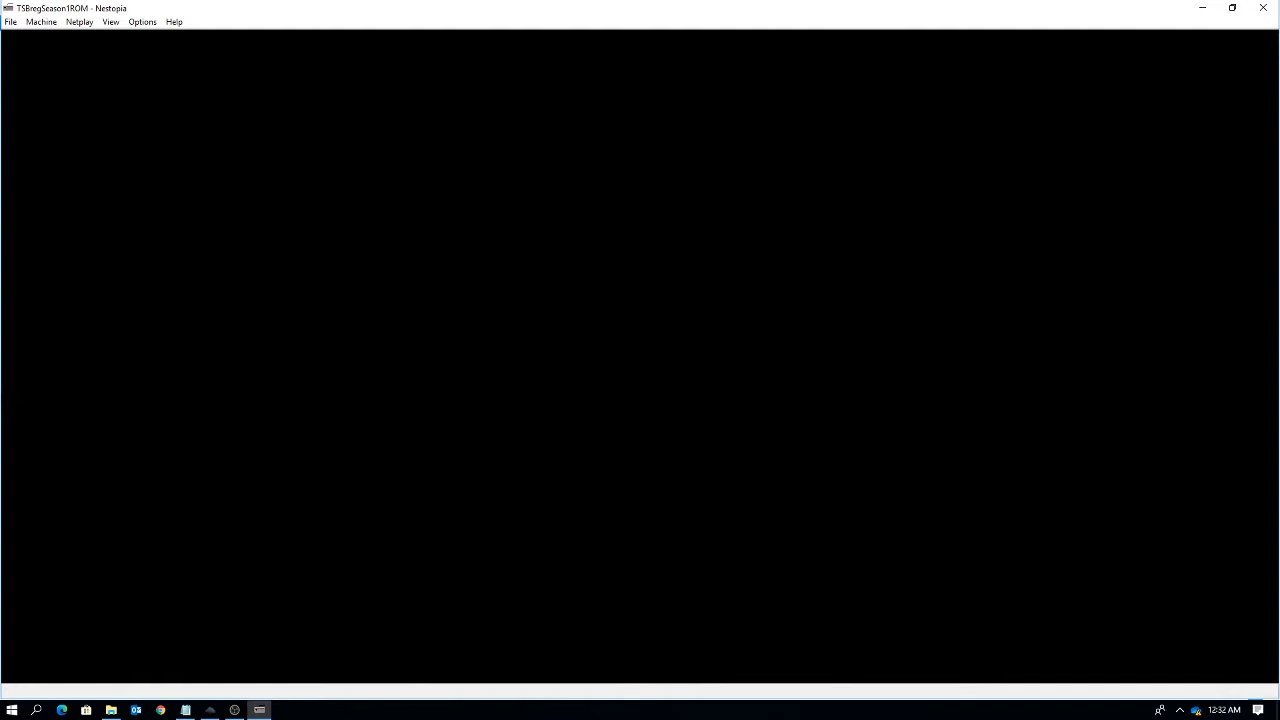 TSBregSeason1ROM - Nestopia
File Machine Netplay View Options Help
12:32 AM